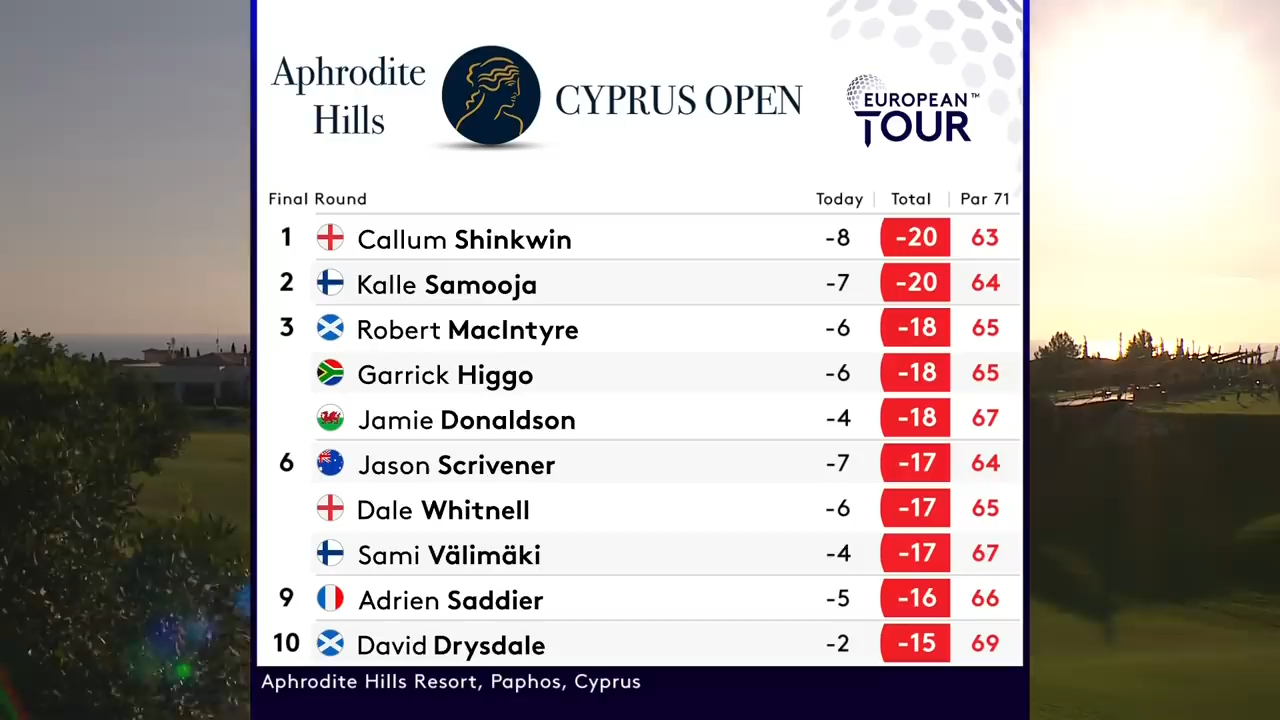 Aphrodite
Hills
CYPRUS OPEN
EUROPEAN™
TOUR
Final Round Today Total Par 71
1 Callum Shinkwin -8 -20 63
2 Kalle Samooja -7 -20 64
3 Robert MacIntyre -6 -18 65
Garrick Higgo -6 -18 65
Jamie Donaldson -4 -18 67
6 Jason Scrivener -7 -17 64
Dale Whitnell -6 -17 65
Sami Välimäki -4 -17 67
9 Adrien Saddier -5 -16 66
10 David Drysdale -2 -15 69
Aphrodite Hills Resort, Paphos, Cyprus